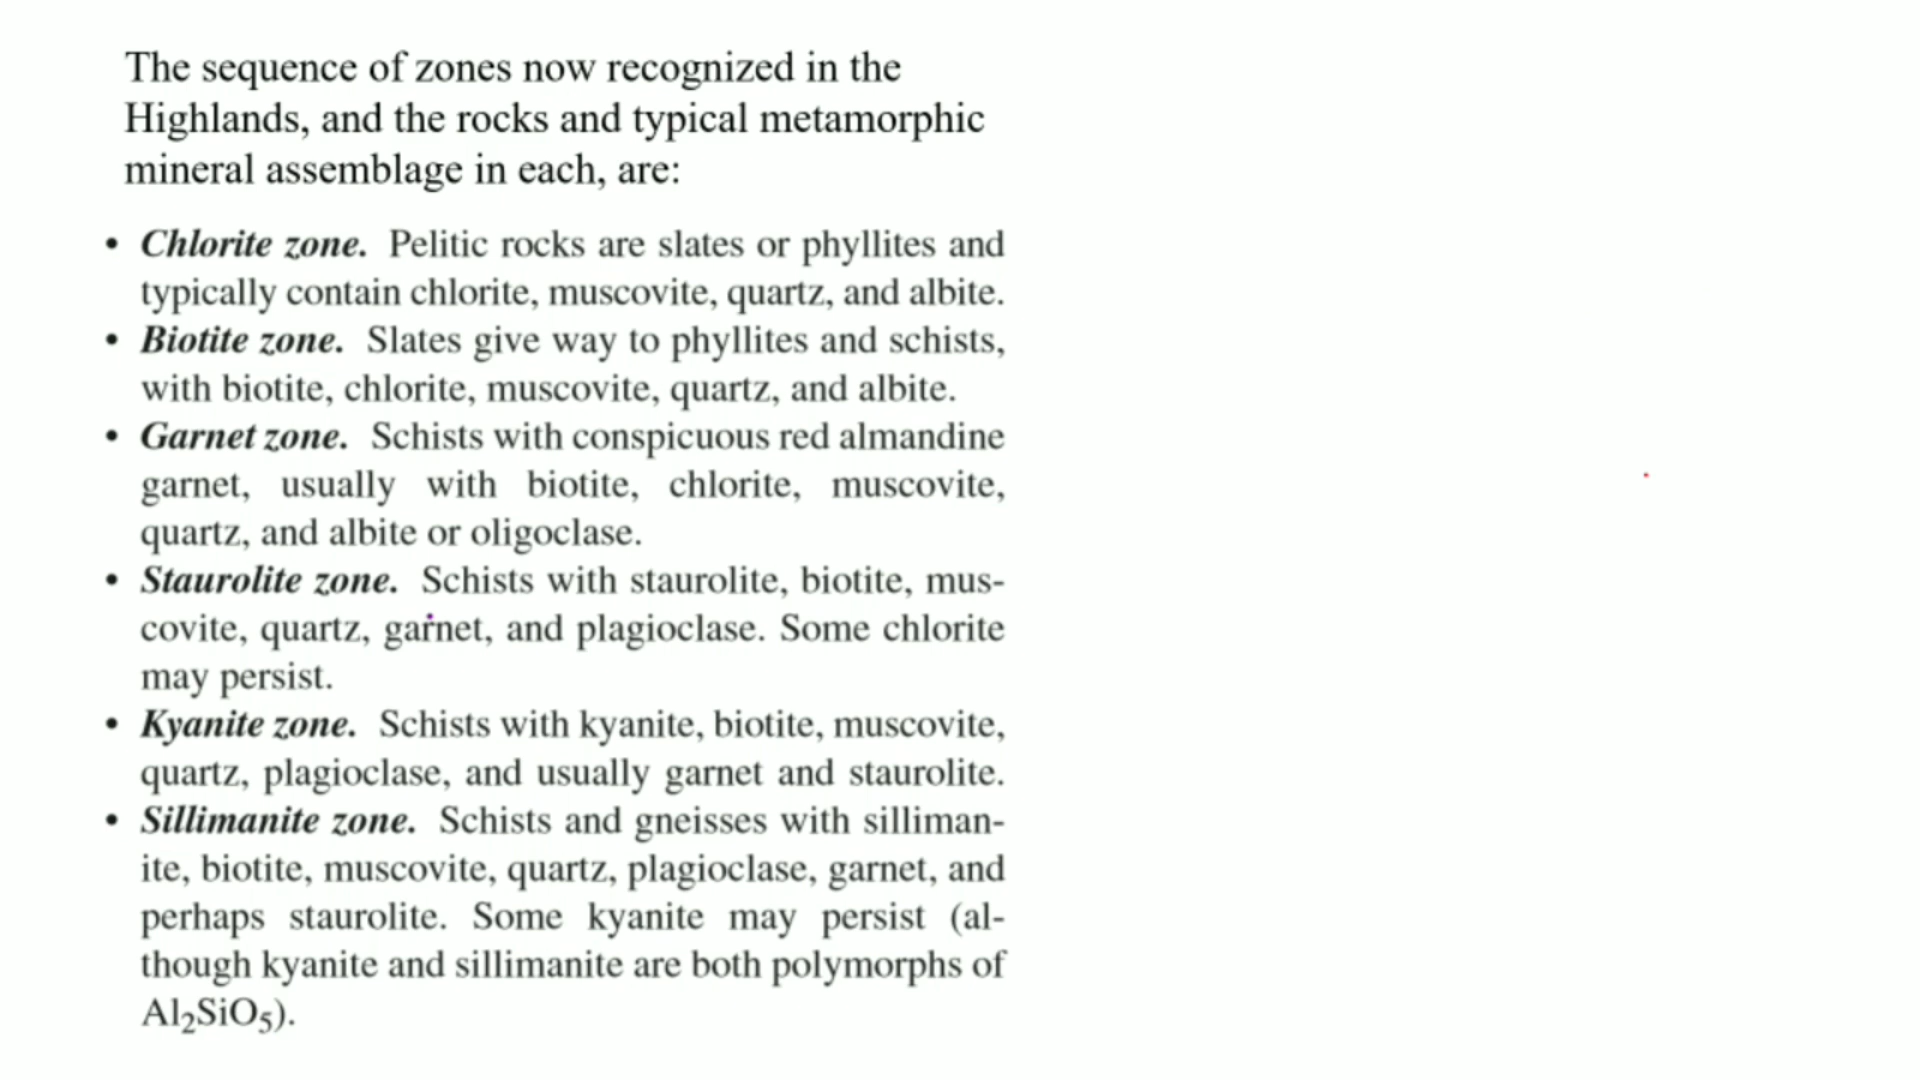 The sequence of zones now recognized in the
Highlands, and the rocks and typical metamorphic
mineral assemblage in each, are:
• Chlorite zone. Pelitic rocks are slates or phyllites and
typically contain chlorite, muscovite, quartz, and albite.
• Biotite zone. Slates give way to phyllites and schists,
with biotite, chlorite, muscovite, quartz, and albite.
• Garnet zone. Schists with conspicuous red almandine
garnet, usually with biotite, chlorite, muscovite,
quartz, and albite or oligoclase.
• Staurolite zone. Schists with staurolite, biotite, mus-
covite, quartz, garnet, and plagioclase. Some chlorite
may persist.
• Kyanite zone. Schists with kyanite, biotite, muscovite,
quartz, plagioclase, and usually garnet and staurolite.
• Sillimanite zone. Schists and gneisses with silliman-
ite, biotite, muscovite, quartz, plagioclase, garnet, and
perhaps staurolite. Some kyanite may persist (al-
though kyanite and sillimanite are both polymorphs of
Al₂SiO₅).